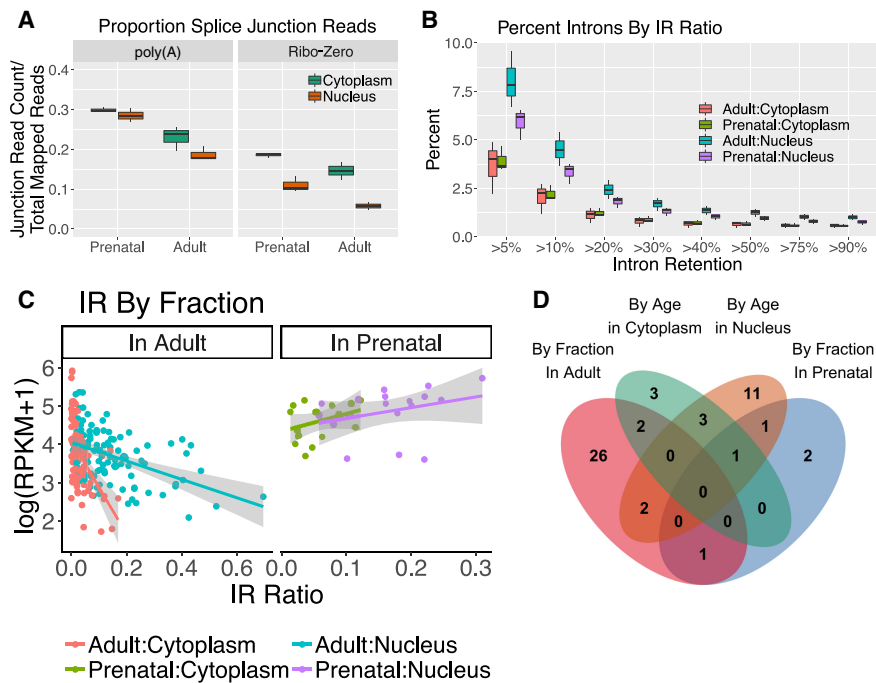 A
Proportion Splice Junction Reads
poly(A)
Ribo-Zero
Junction Read Count/
Total Mapped Reads
0.4
0.3
0.2
0.1
0.0
Cytoplasm
Nucleus
Prenatal
Adult
Prenatal
Adult
B
Percent Introns By IR Ratio
Percent
10.0
7.5
5.0
2.5
0.0
Adult:Cytoplasm
Prenatal:Cytoplasm
Adult:Nucleus
Prenatal:Nucleus
>5%
>10%
>20%
>30%
>40%
>50%
>75%
>90%
Intron Retention
C
IR By Fraction
In Adult
In Prenatal
log(RPKM+1)
6
5
4
3
2
0.0
0.2
0.4
0.6
0.0
0.1
0.2
0.3
IR Ratio
Adult:Cytoplasm
Adult:Nucleus
Prenatal:Cytoplasm
Prenatal:Nucleus
D
By Age
in Cytoplasm
By Age
in Nucleus
By Fraction
In Adult
By Fraction
In Prenatal
3
11
2
3
1
26
0
1
2
0
2
0
0
0
1